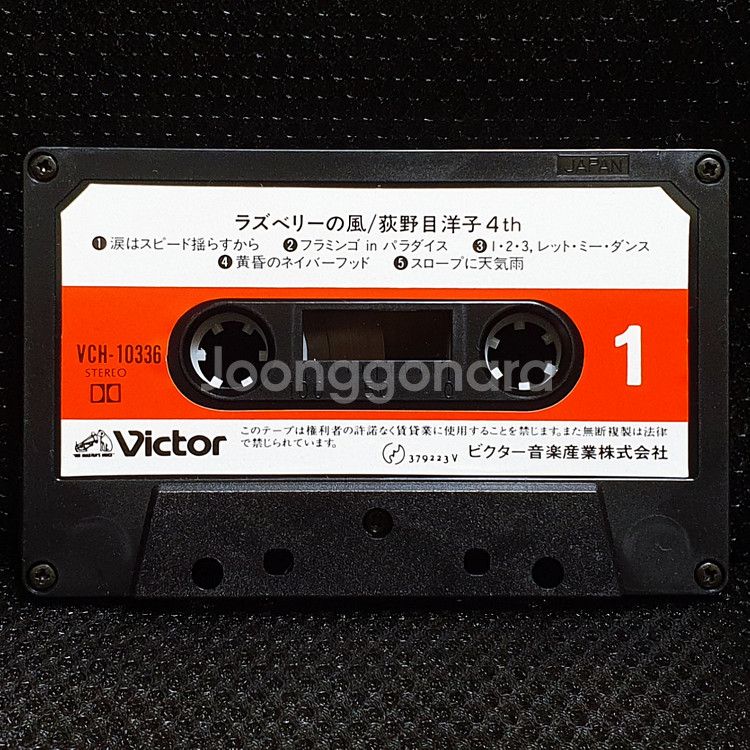 JAPAN
ラズベリーの風/荻野目洋子4th
❶涙はスピード揺らすから ❷フラミンゴ in パラダイス ❸1・2・3,レット・ミー・ダンス
❹黄昏のネイバーフッド ❺スロープに天気雨
VCH-10336
STEREO
1
Joonggonara
"HIS MASTER'S VOICE"
Victor
このテープは権利者の許諾なく賃貸業に使用することを禁じます。また無断複製は法律
で禁じられています。
379223V ビクター音楽産業株式会社